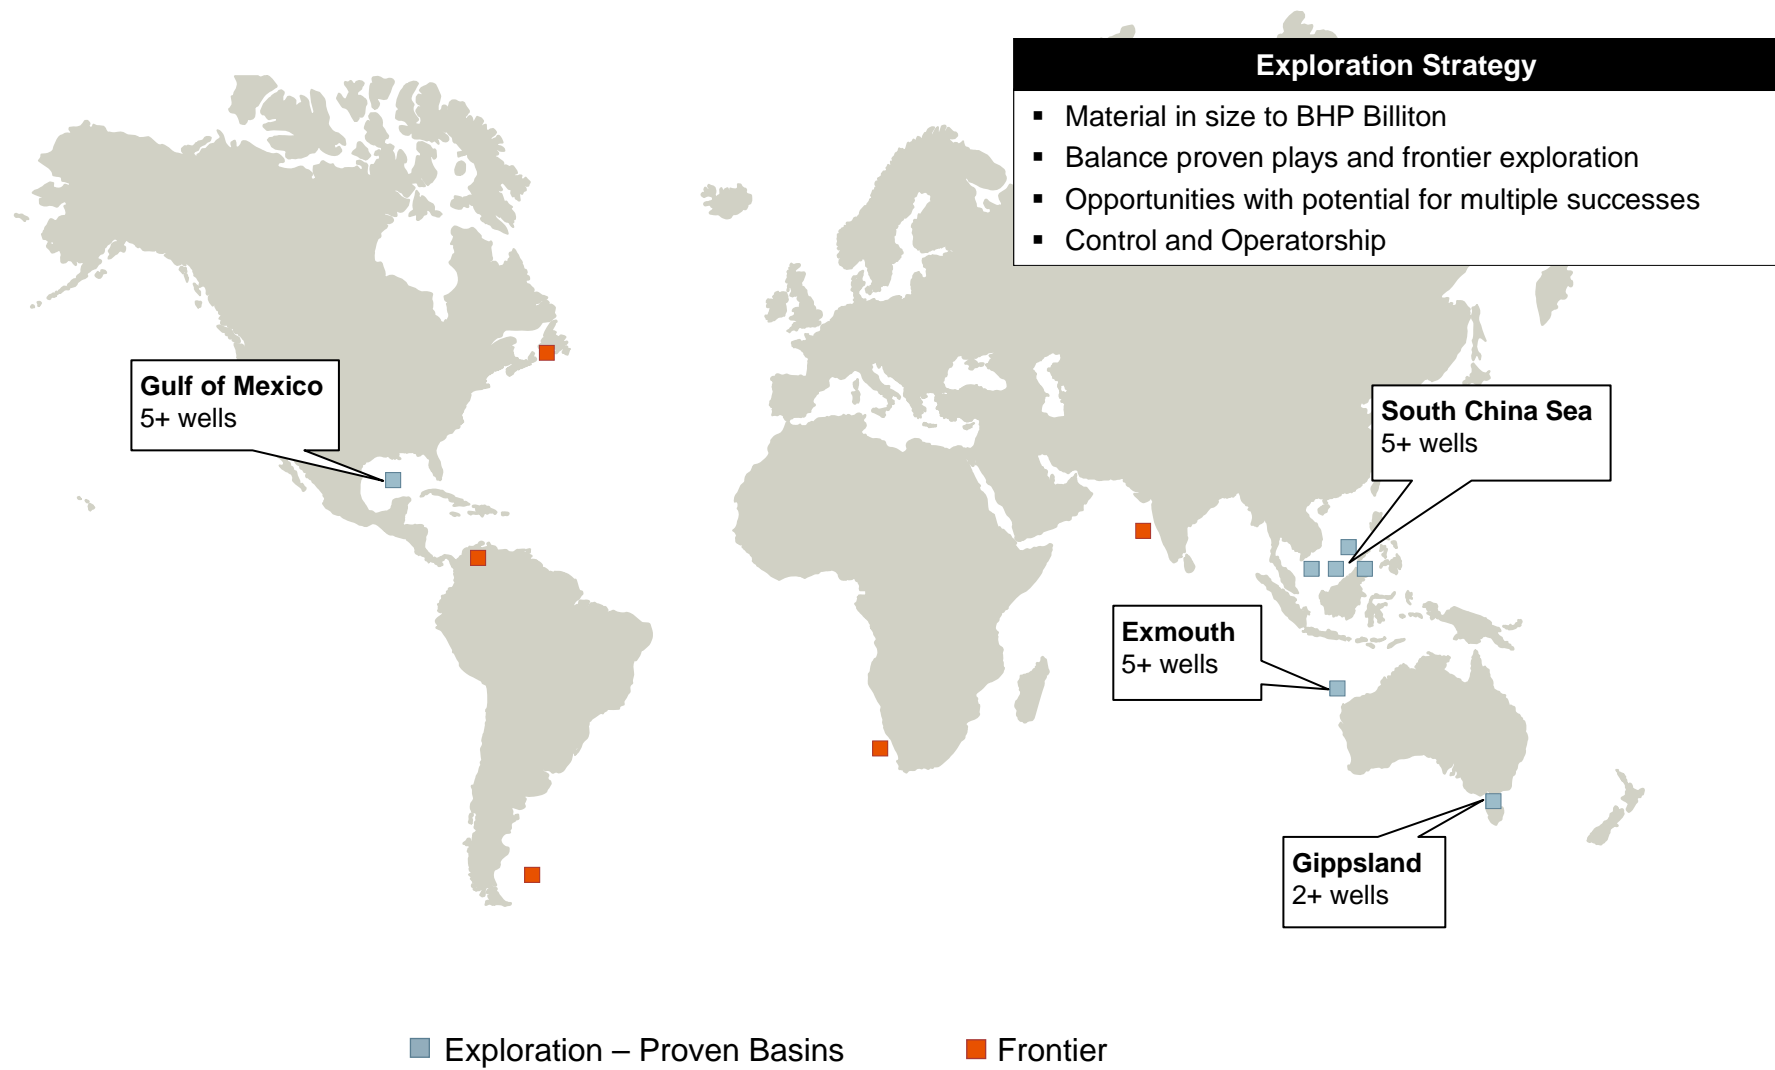 Exploration Strategy
▪ Material in size to BHP Billiton
▪ Balance proven plays and frontier exploration
▪ Opportunities with potential for multiple successes
▪ Control and Operatorship
Gulf of Mexico
5+ wells
South China Sea
5+ wells
Exmouth
5+ wells
Gippsland
2+ wells
Exploration – Proven Basins
Frontier